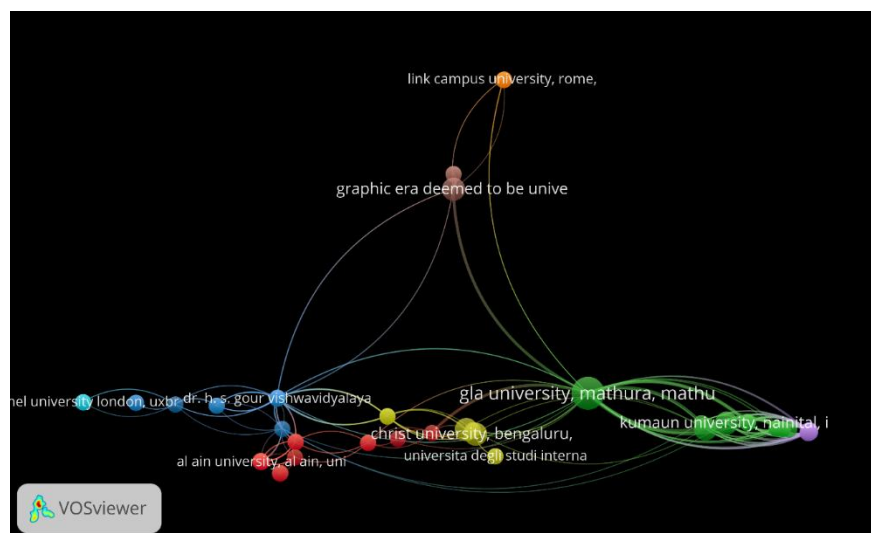 link campus university, rome,
graphic era deemed to be unive
gla university, mathura, mathu
nel university london, uxbr
dr. h. s. gour vishwavidyalaya
kumaun university, nainital, i
christ university, bengaluru,
universita degli studi interna
al ain university, al ain, uni
VOSviewer